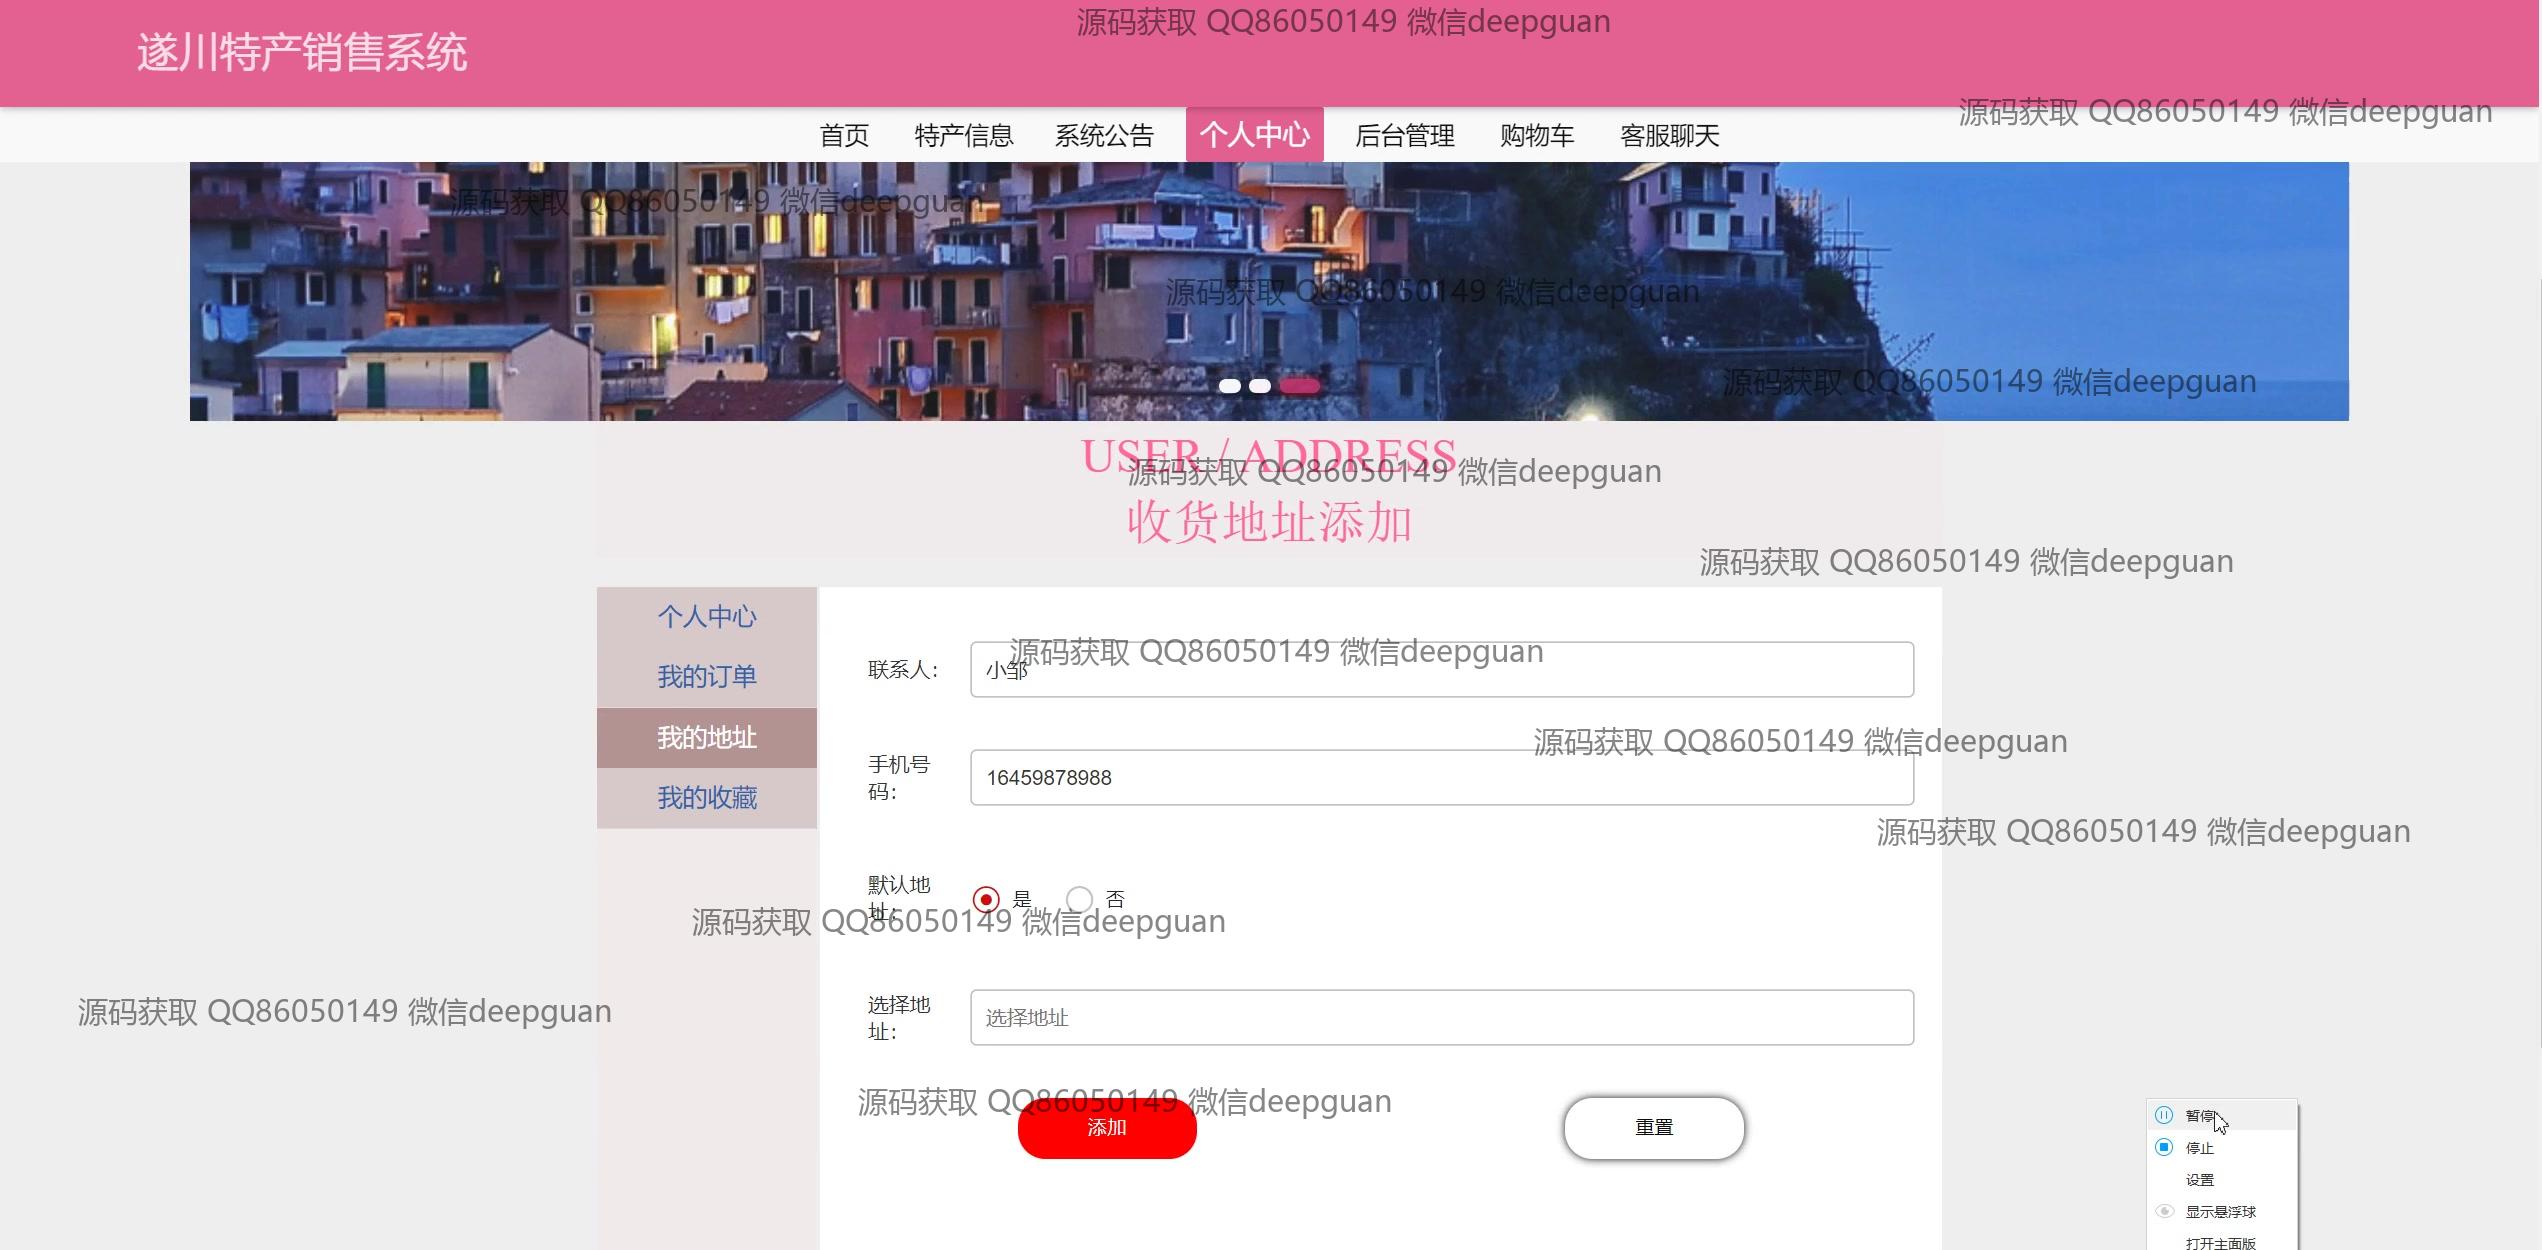 源码获取 QQ86050149 微信deepguan
遂川特产销售系统
源码获取 QQ86050149 微信deepguan
首页 特产信息 系统公告 个人中心 后台管理 购物车 客服聊天
源码获取 QQ86050149 微信deepguan
源码获取 QQ86050149 微信deepguan
源码获取 QQ86050149 微信deepguan
USER / ADDRESS
源码获取 QQ86050149 微信deepguan
收货地址添加
源码获取 QQ86050149 微信deepguan
个人中心
我的订单
我的地址
我的收藏
源码获取 QQ86050149 微信deepguan
联系人: 小邹
源码获取 QQ86050149 微信deepguan
手机号
码:
16459878988
源码获取 QQ86050149 微信deepguan
默认地
址:
是 否
源码获取 QQ86050149 微信deepguan
源码获取 QQ86050149 微信deepguan
选择地
址:
选择地址
源码获取 QQ86050149 微信deepguan
添加 重置
暂停
停止
设置
显示悬浮球
打开主面版